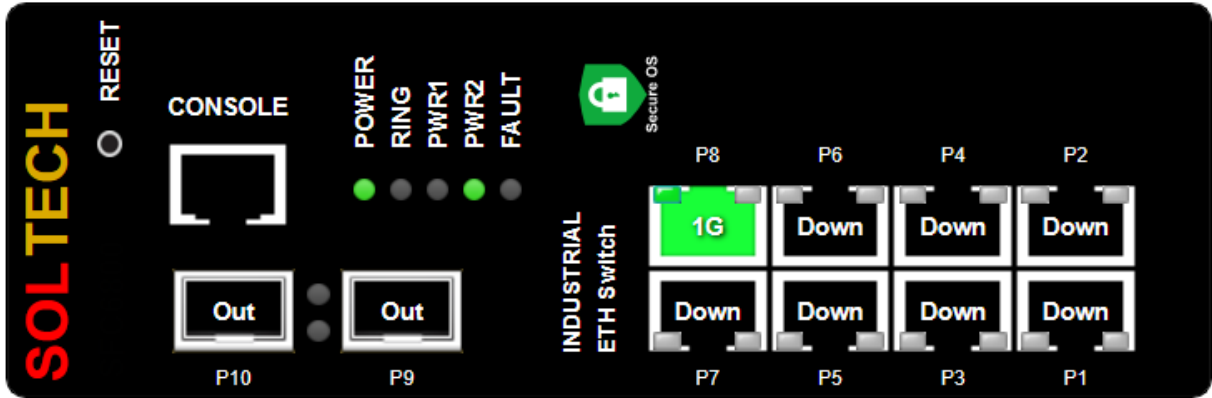 SOLTECH
RESET
CONSOLE
POWER
RING
PWR1
PWR2
FAULT
Secure OS
INDUSTRIAL
ETH Switch
P8 P6 P4 P2
1G Down Down Down
Out Out Down Down Down Down
P10 P9 P7 P5 P3 P1